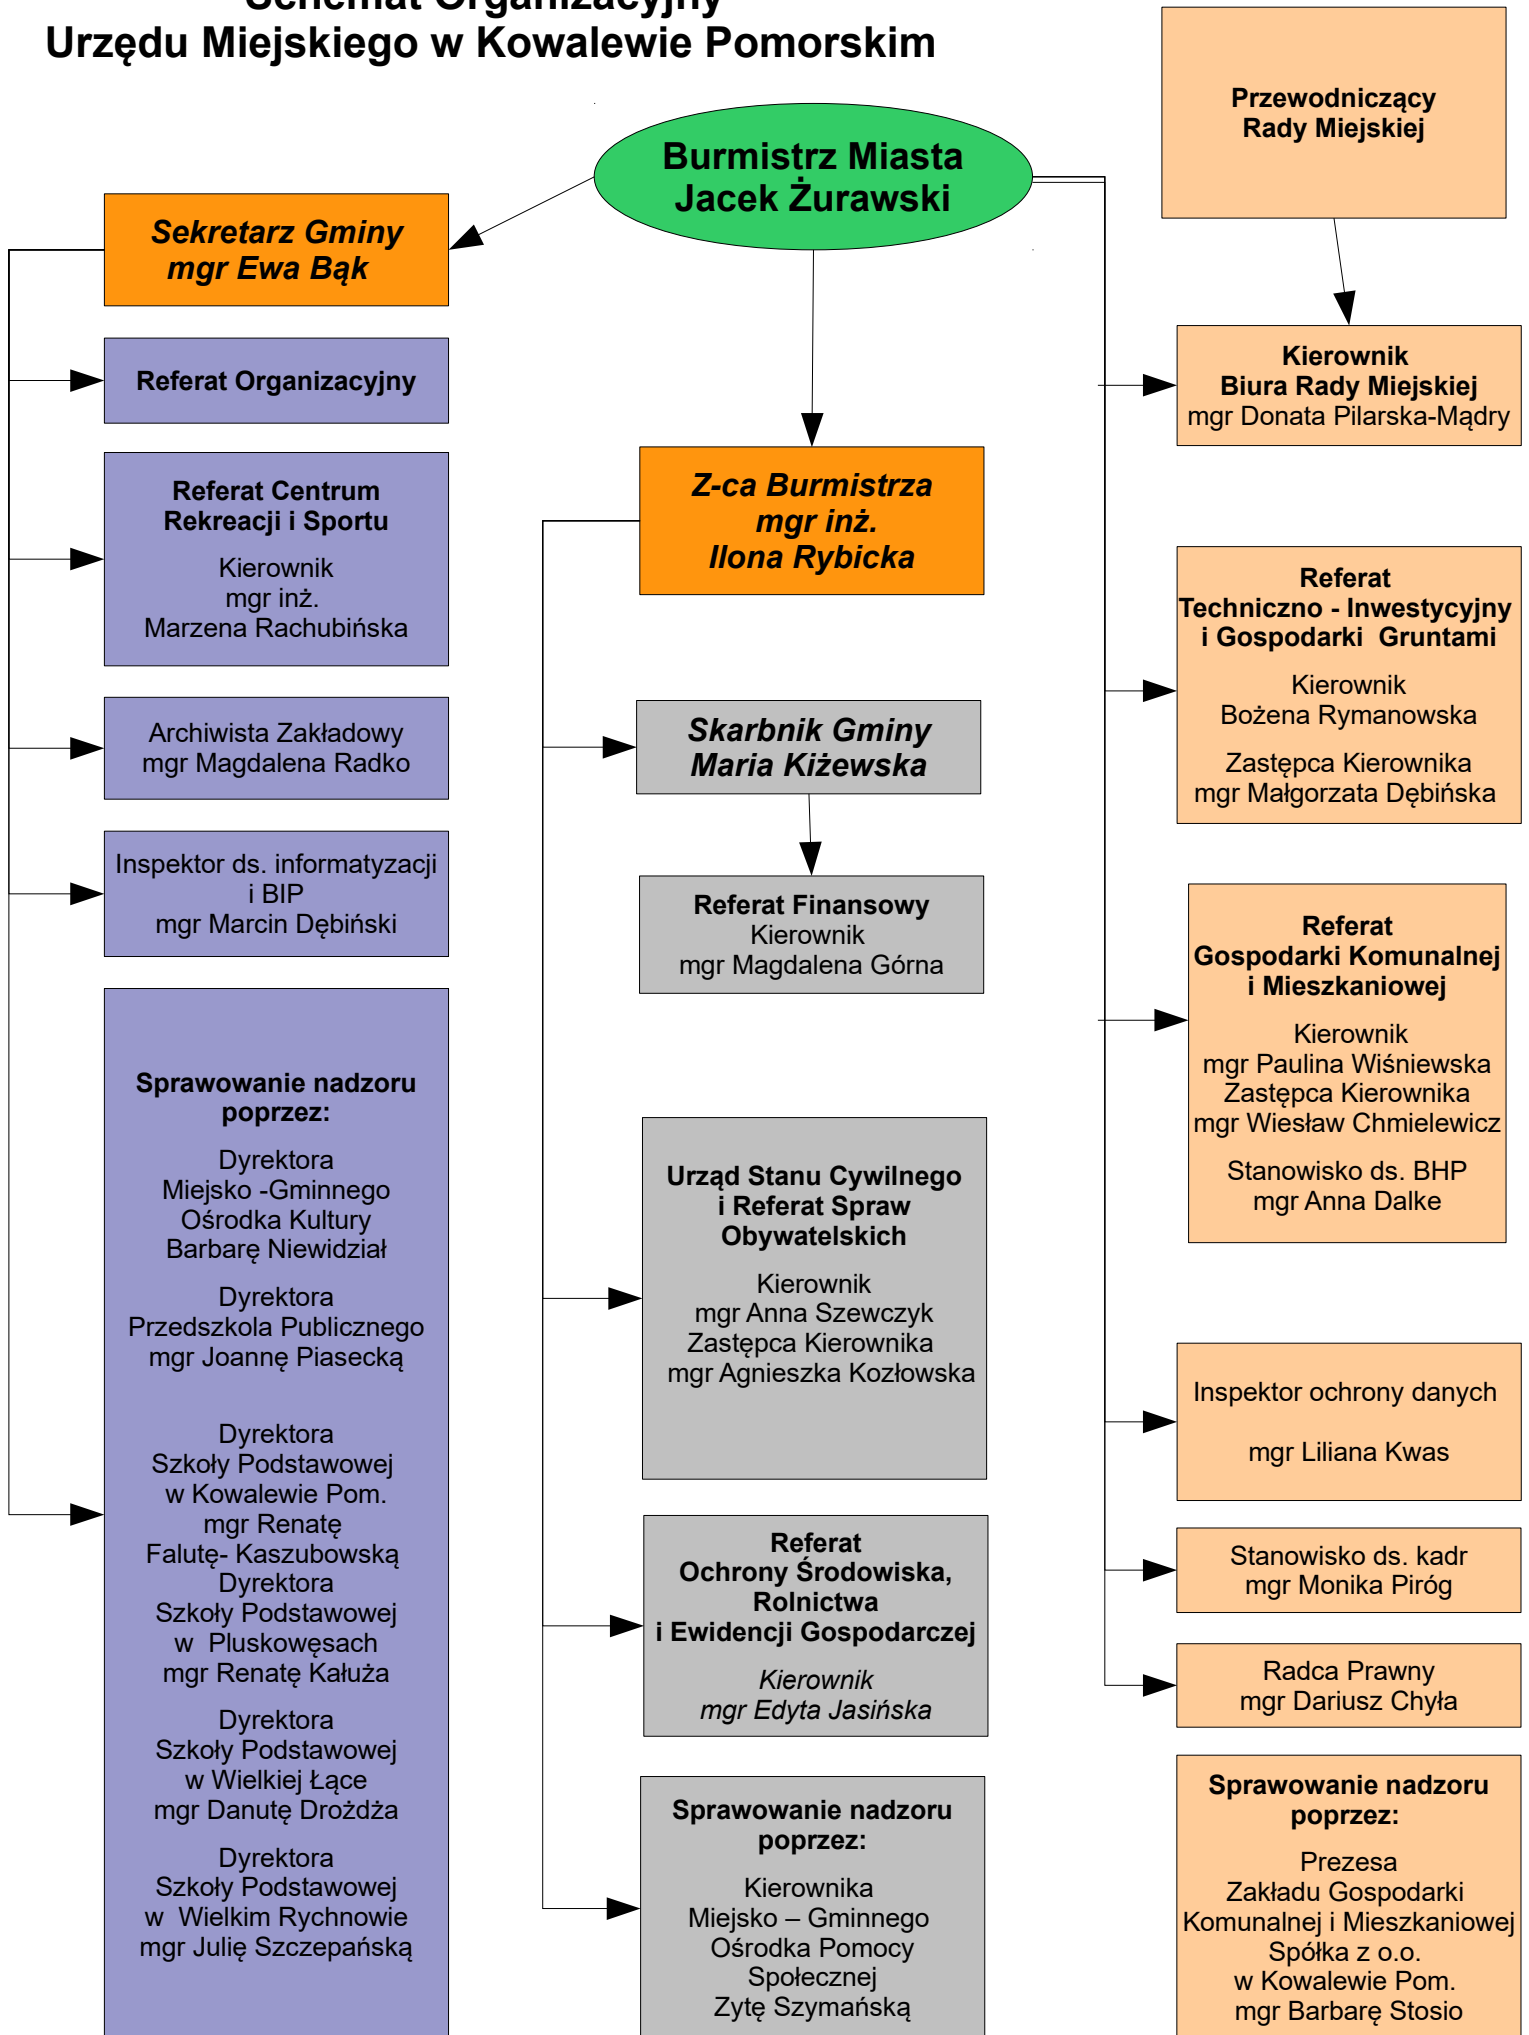 Schemat Organizacyjny
Urzędu Miejskiego w Kowalewie Pomorskim
Przewodniczący
Rady Miejskiej
Burmistrz Miasta
Jacek Żurawski
Sekretarz Gminy
mgr Ewa Bąk
Referat Organizacyjny
Referat Centrum
Rekreacji i Sportu
Kierownik
mgr inż.
Marzena Rachubińska
Archiwista Zakładowy
mgr Magdalena Radko
Inspektor ds. informatyzacji
i BIP
mgr Marcin Dębiński
Sprawowanie nadzoru
poprzez:
Dyrektora
Miejsko -Gminnego
Ośrodka Kultury
Barbarę Niewidział
Dyrektora
Przedszkola Publicznego
mgr Joannę Piasecką
Dyrektora
Szkoły Podstawowej
w Kowalewie Pom.
mgr Renatę
Falutę- Kaszubowską
Dyrektora
Szkoły Podstawowej
w Pluskowęsach
mgr Renatę Kałuża
Dyrektora
Szkoły Podstawowej
w Wielkiej Łące
mgr Danutę Drożdża
Dyrektora
Szkoły Podstawowej
w Wielkim Rychnowie
mgr Julię Szczepańską
Z-ca Burmistrza
mgr inż.
Ilona Rybicka
Skarbnik Gminy
Maria Kiżewska
Referat Finansowy
Kierownik
mgr Magdalena Górna
Urząd Stanu Cywilnego
i Referat Spraw
Obywatelskich
Kierownik
mgr Anna Szewczyk
Zastępca Kierownika
mgr Agnieszka Kozłowska
Referat
Ochrony Środowiska,
Rolnictwa
i Ewidencji Gospodarczej
Kierownik
mgr Edyta Jasińska
Sprawowanie nadzoru
poprzez:
Kierownika
Miejsko – Gminnego
Ośrodka Pomocy
Społecznej
Zytę Szymańską
Kierownik
Biura Rady Miejskiej
mgr Donata Pilarska-Mądry
Referat
Techniczno - Inwestycyjny
i Gospodarki Gruntami
Kierownik
Bożena Rymanowska
Zastępca Kierownika
mgr Małgorzata Dębińska
Referat
Gospodarki Komunalnej
i Mieszkaniowej
Kierownik
mgr Paulina Wiśniewska
Zastępca Kierownika
mgr Wiesław Chmielewicz
Stanowisko ds. BHP
mgr Anna Dalke
Inspektor ochrony danych
mgr Liliana Kwas
Stanowisko ds. kadr
mgr Monika Piróg
Radca Prawny
mgr Dariusz Chyła
Sprawowanie nadzoru
poprzez:
Prezesa
Zakładu Gospodarki
Komunalnej i Mieszkaniowej
Spółka z o.o.
w Kowalewie Pom.
mgr Barbarę Stosio